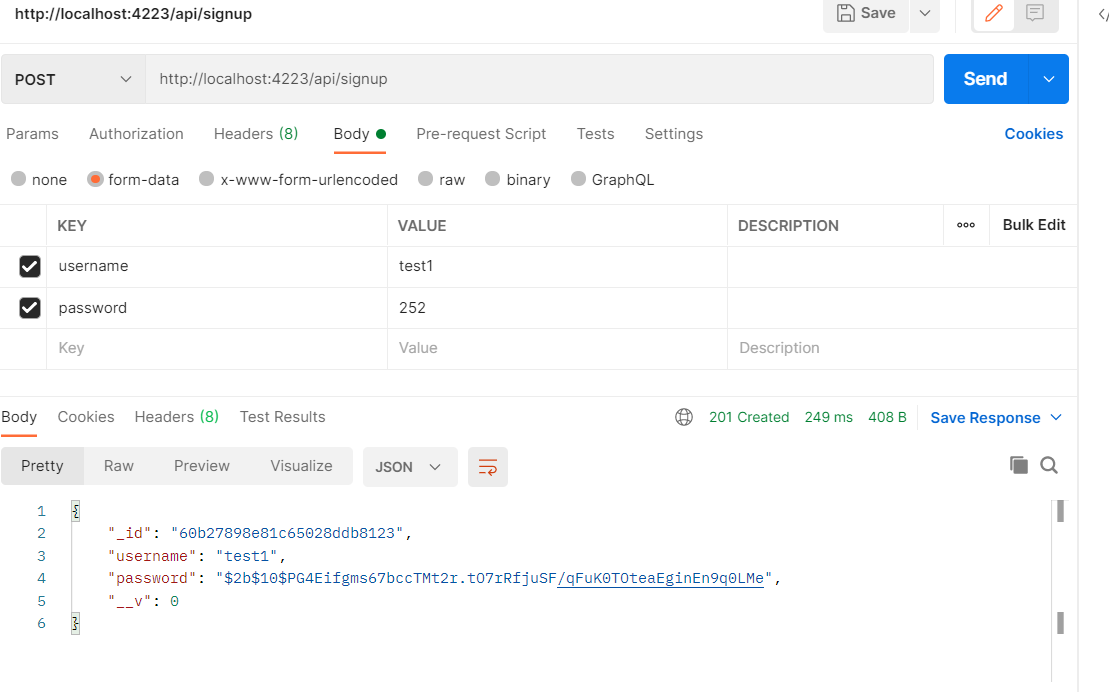 http://localhost:4223/api/signup Save
POST http://localhost:4223/api/signup Send
Params Authorization Headers (8) Body Pre-request Script Tests Settings Cookies
none form-data x-www-form-urlencoded raw binary GraphQL
KEY VALUE DESCRIPTION Bulk Edit
username test1
password 252
Key Value Description
Body Cookies Headers (8) Test Results 201 Created 249 ms 408 B Save Response
Pretty Raw Preview Visualize JSON
1 {
2 "_id": "60b27898e81c65028ddb8123",
3 "username": "test1",
4 "password": "$2b$10$PG4Eifgms67bccTMt2r.tO7rRfjuSF/qFuK0TOteaEginEn9q0LMe",
5 "__v": 0
6 }